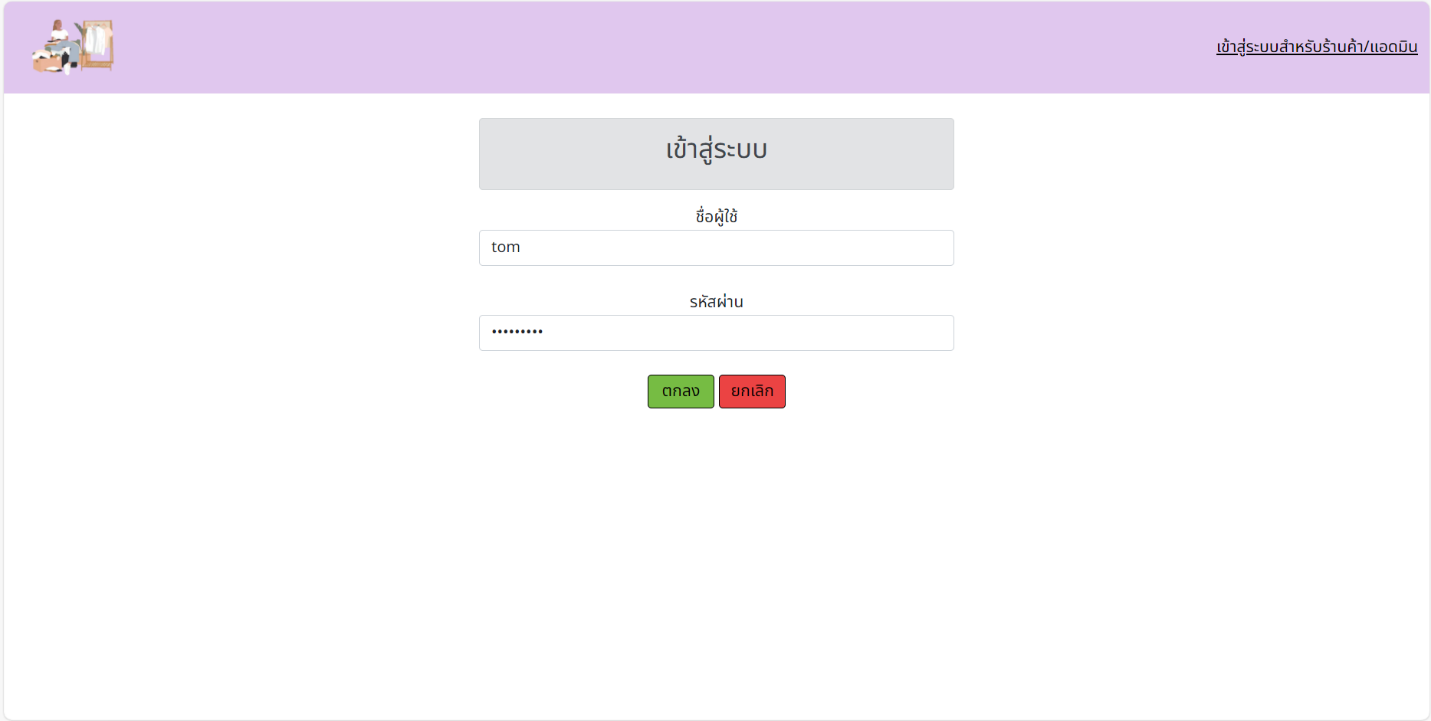 เข้าสู่ระบบสำหรับร้านค้า/แอดมิน
เข้าสู่ระบบ
ชื่อผู้ใช้
tom
รหัสผ่าน
•••••••••
ตกลง ยกเลิก